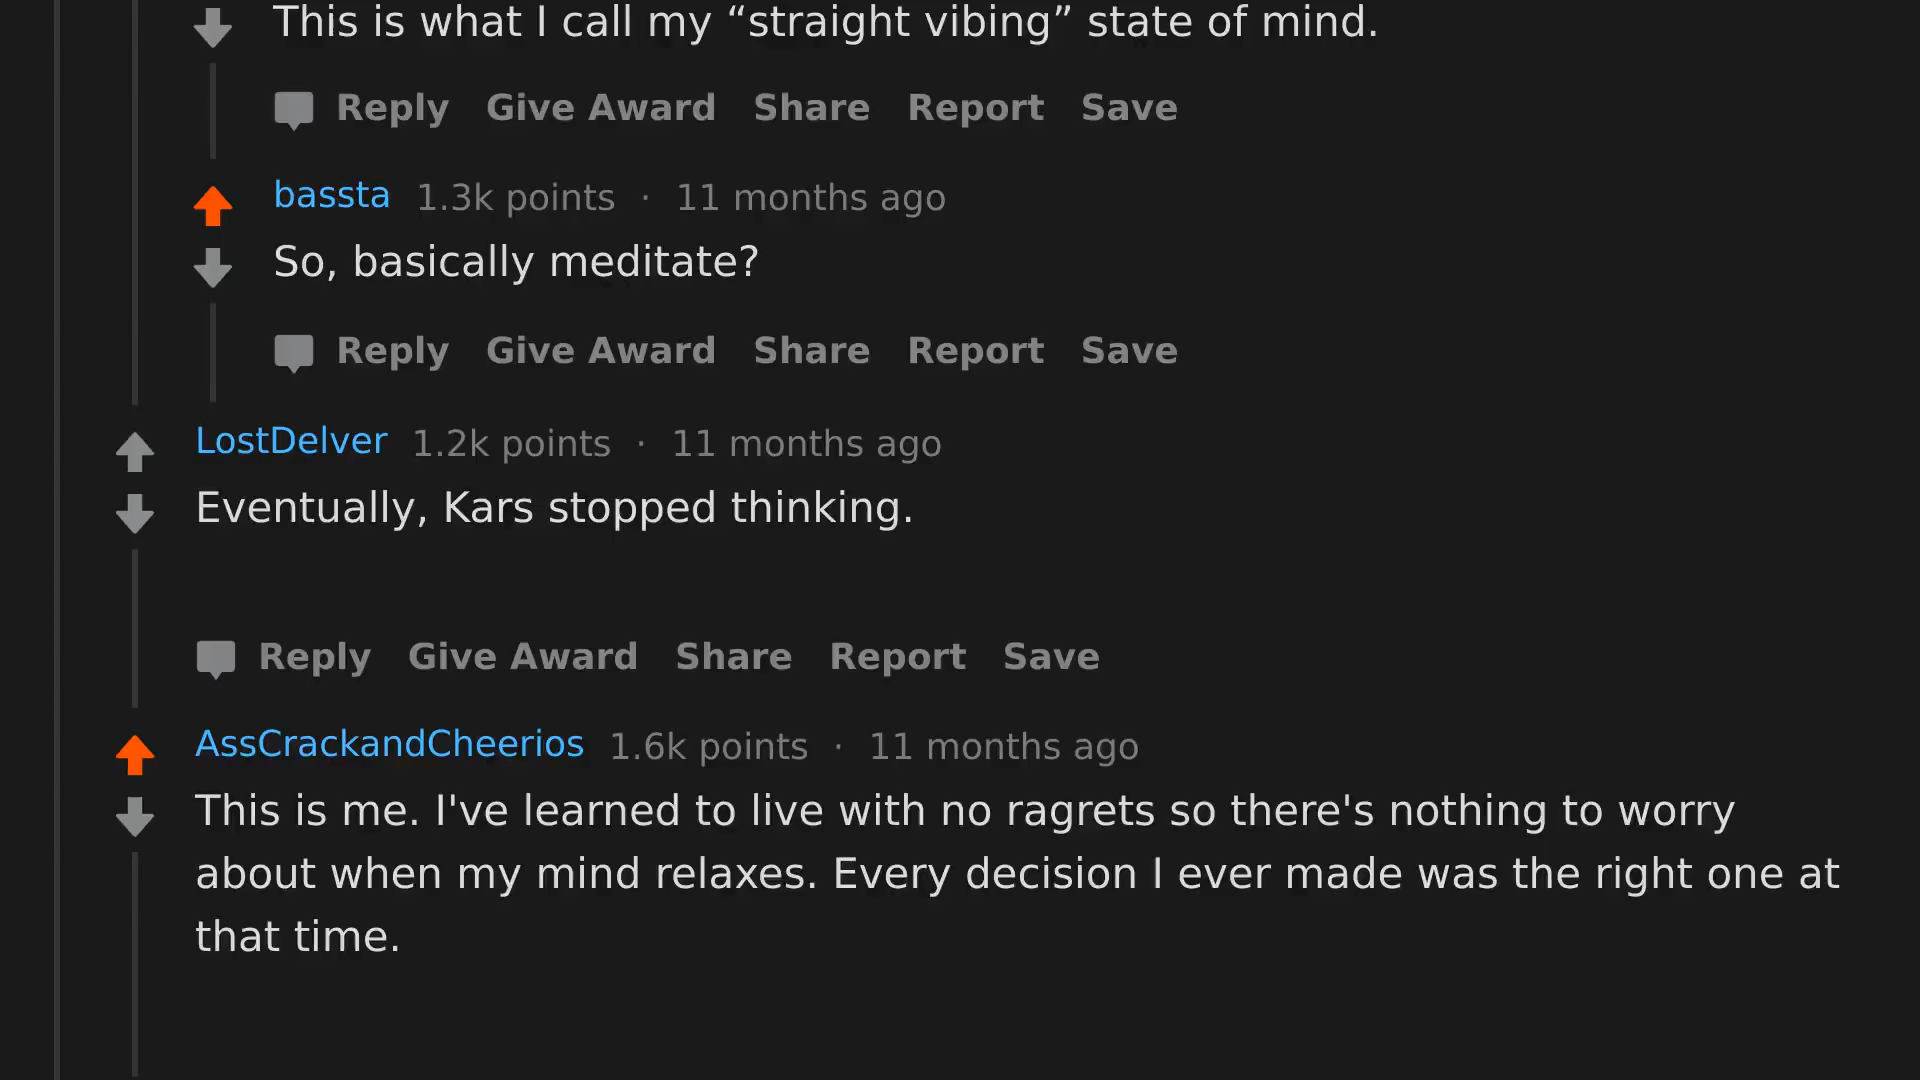 This is what I call my “straight vibing” state of mind.
Reply Give Award Share Report Save
bassta 1.3k points · 11 months ago
So, basically meditate?
Reply Give Award Share Report Save
LostDelver 1.2k points · 11 months ago
Eventually, Kars stopped thinking.
Reply Give Award Share Report Save
AssCrackandCheerios 1.6k points · 11 months ago
This is me. I've learned to live with no ragrets so there's nothing to worry
about when my mind relaxes. Every decision I ever made was the right one at
that time.